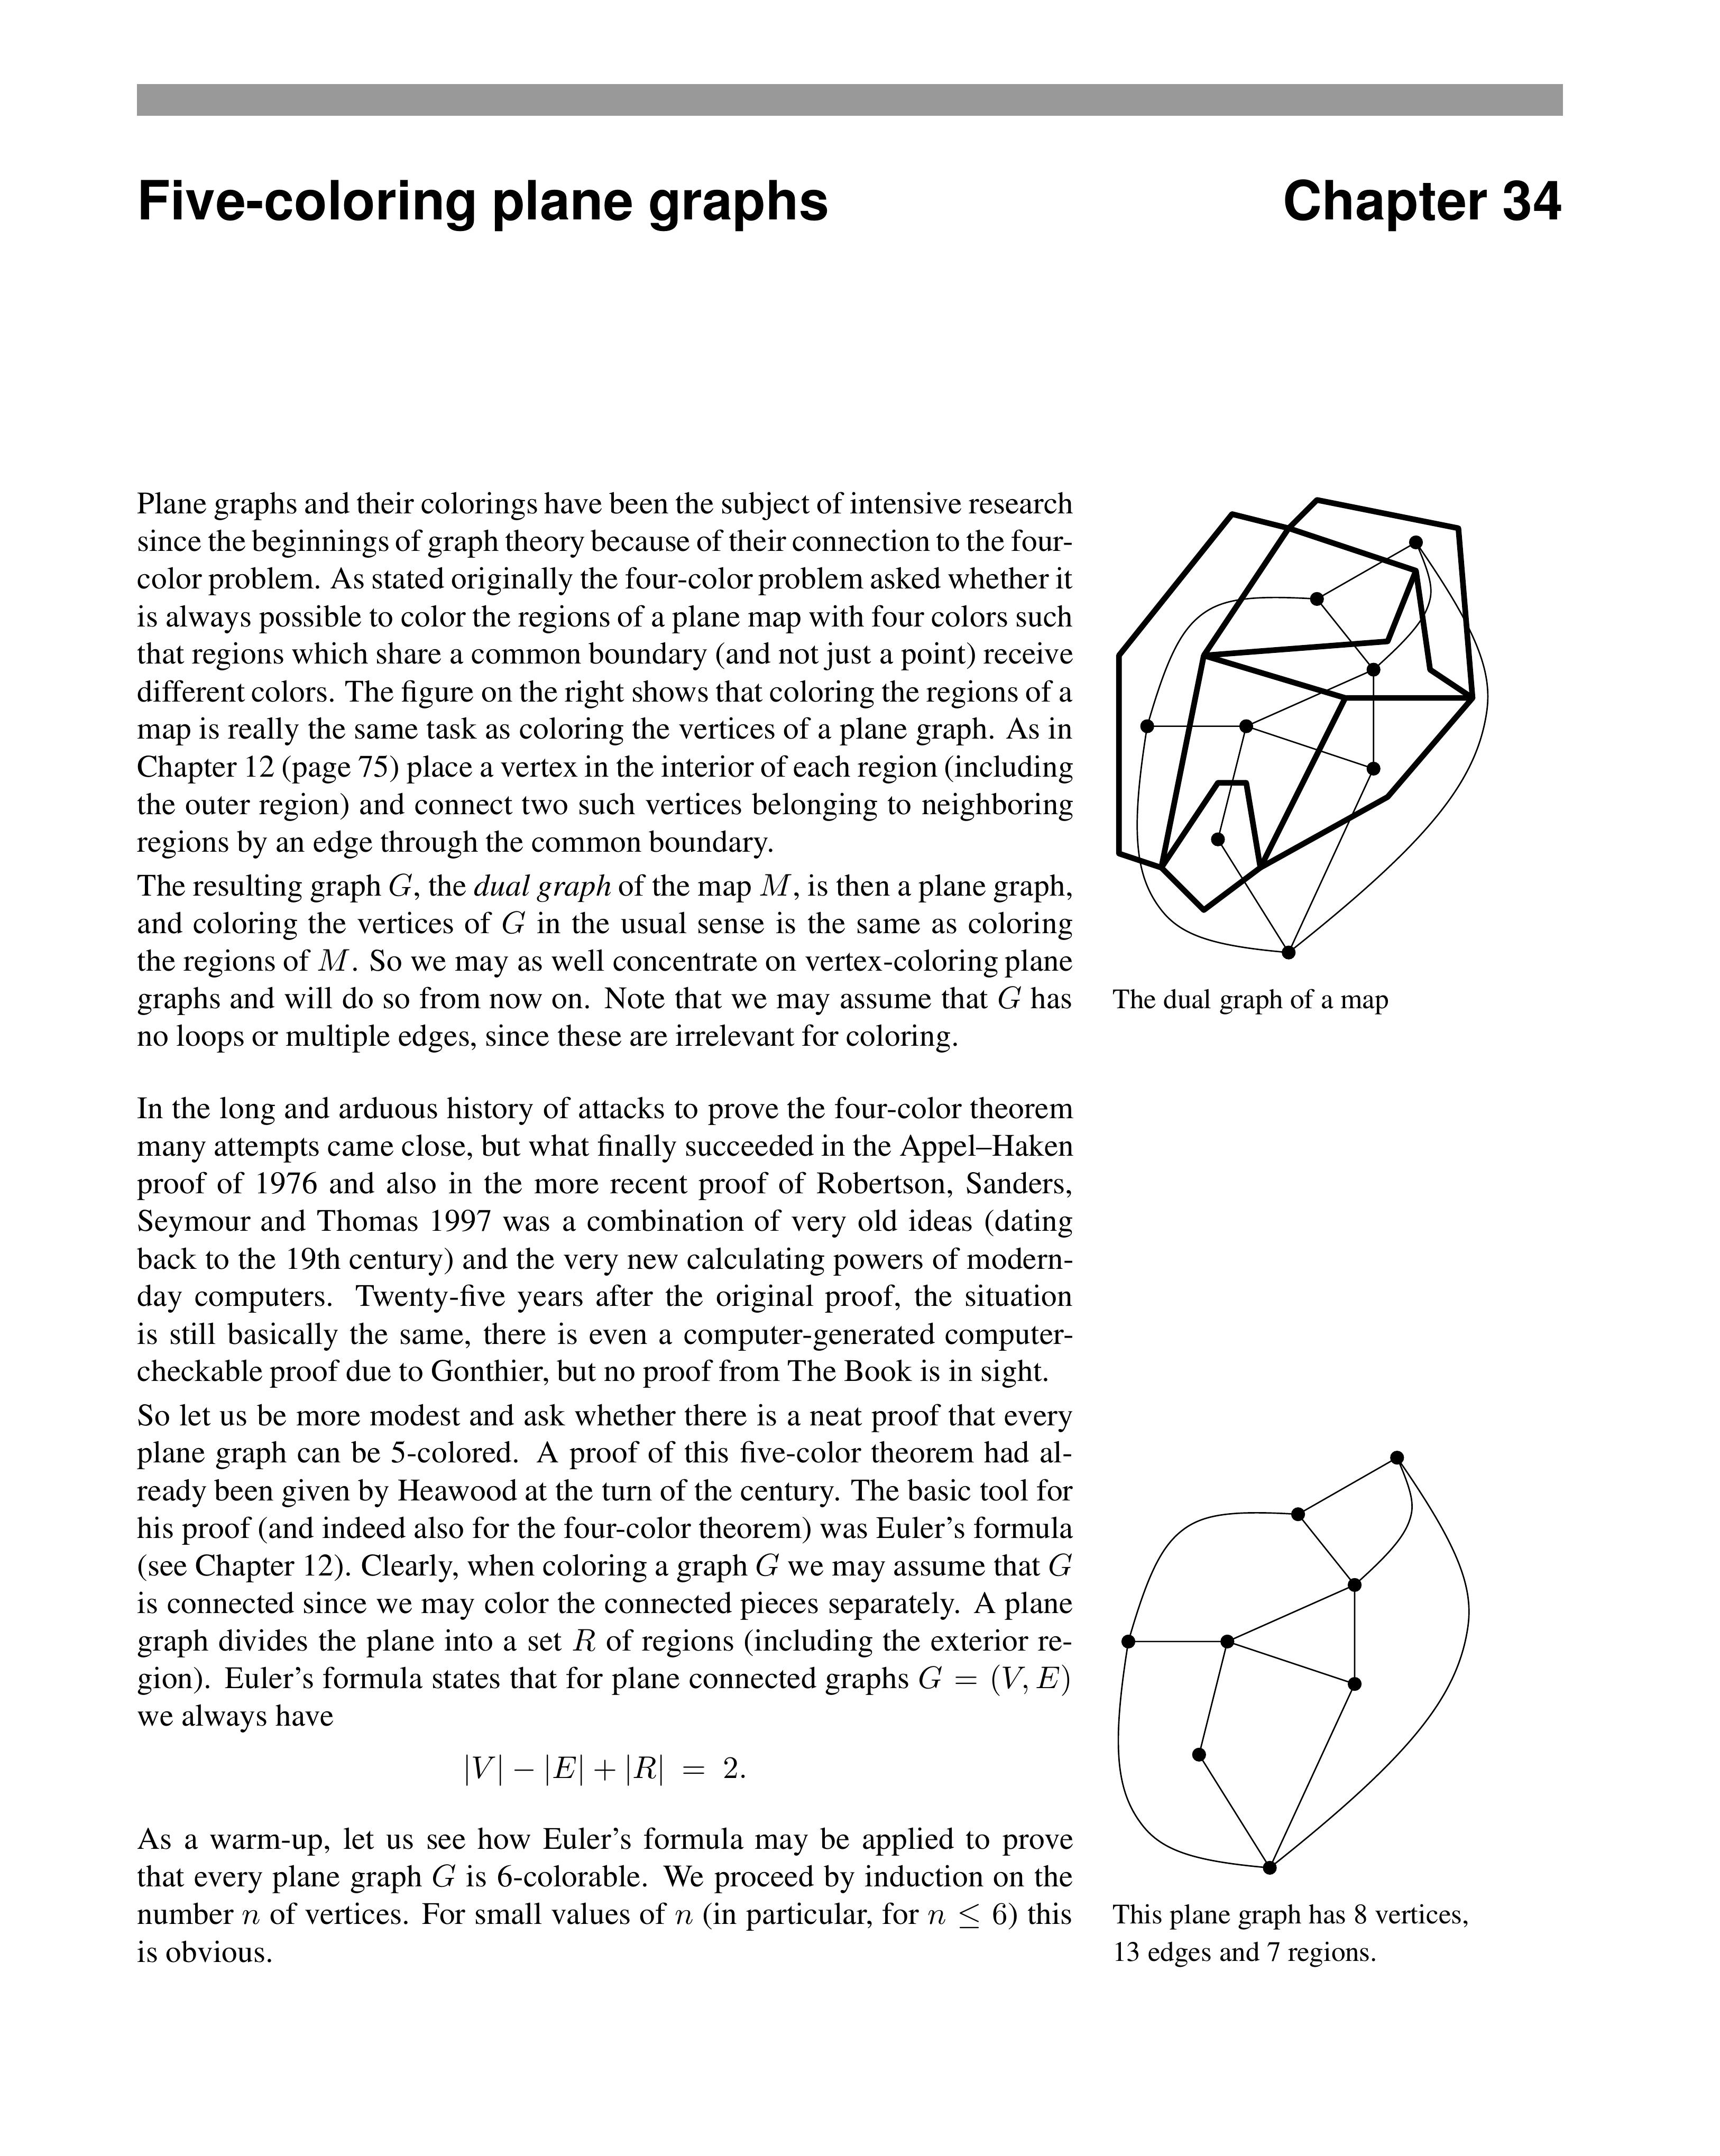 Five-coloring plane graphs
Chapter 34
Plane graphs and their colorings have been the subject of intensive research
since the beginnings of graph theory because of their connection to the four-
color problem. As stated originally the four-color problem asked whether it
is always possible to color the regions of a plane map with four colors such
that regions which share a common boundary (and not just a point) receive
different colors. The figure on the right shows that coloring the regions of a
map is really the same task as coloring the vertices of a plane graph. As in
Chapter 12 (page 75) place a vertex in the interior of each region (including
the outer region) and connect two such vertices belonging to neighboring
regions by an edge through the common boundary.
The resulting graph G, the dual graph of the map M, is then a plane graph,
and coloring the vertices of G in the usual sense is the same as coloring
the regions of M. So we may as well concentrate on vertex-coloring plane
graphs and will do so from now on. Note that we may assume that G has
no loops or multiple edges, since these are irrelevant for coloring.
The dual graph of a map
In the long and arduous history of attacks to prove the four-color theorem
many attempts came close, but what finally succeeded in the Appel–Haken
proof of 1976 and also in the more recent proof of Robertson, Sanders,
Seymour and Thomas 1997 was a combination of very old ideas (dating
back to the 19th century) and the very new calculating powers of modern-
day computers. Twenty-five years after the original proof, the situation
is still basically the same, there is even a computer-generated computer-
checkable proof due to Gonthier, but no proof from The Book is in sight.
So let us be more modest and ask whether there is a neat proof that every
plane graph can be 5-colored. A proof of this five-color theorem had al-
ready been given by Heawood at the turn of the century. The basic tool for
his proof (and indeed also for the four-color theorem) was Euler's formula
(see Chapter 12). Clearly, when coloring a graph G we may assume that G
is connected since we may color the connected pieces separately. A plane
graph divides the plane into a set R of regions (including the exterior re-
gion). Euler's formula states that for plane connected graphs G = (V, E)
we always have
|V| − |E| + |R| = 2.
As a warm-up, let us see how Euler's formula may be applied to prove
that every plane graph G is 6-colorable. We proceed by induction on the
number n of vertices. For small values of n (in particular, for n ≤ 6) this
is obvious.
This plane graph has 8 vertices,
13 edges and 7 regions.